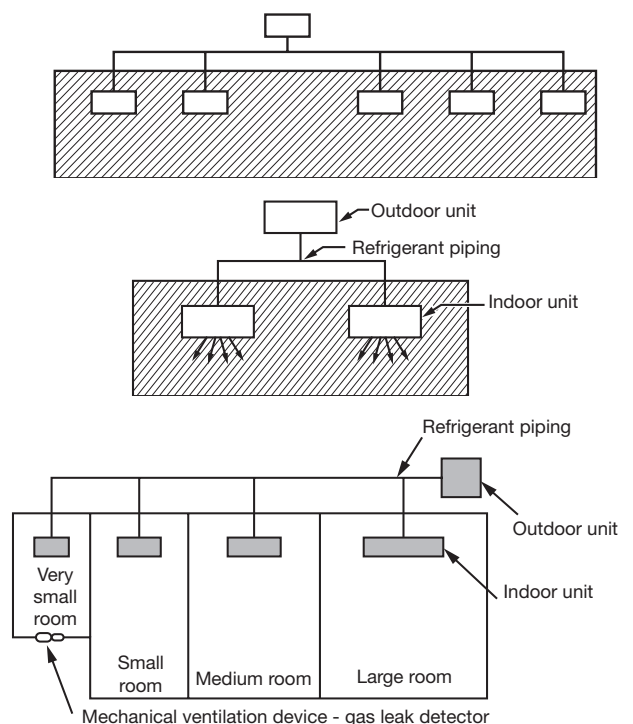 Outdoor unit
Refrigerant piping
Indoor unit
Refrigerant piping
Outdoor unit
Indoor unit
Very
small
room
Small
room
Medium room
Large room
Mechanical ventilation device - gas leak detector